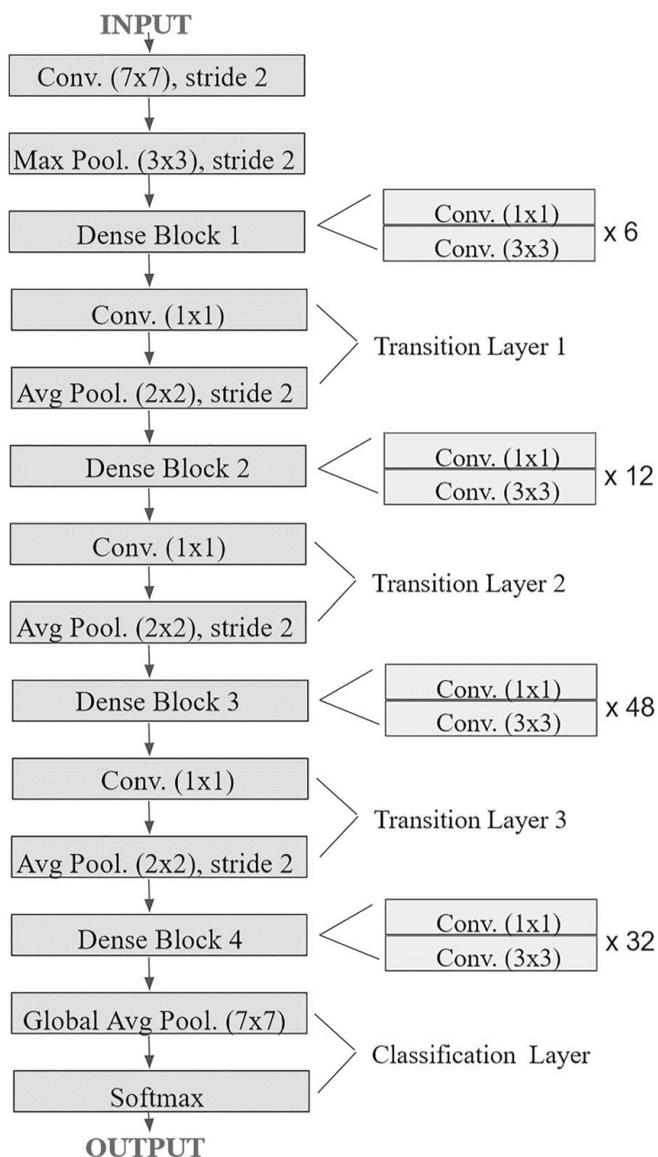 INPUT
Conv. (7x7), stride 2
Max Pool. (3x3), stride 2
Dense Block 1
Conv. (1x1)
Conv. (3x3)
x 6
Conv. (1x1)
Avg Pool. (2x2), stride 2
Transition Layer 1
Dense Block 2
Conv. (1x1)
Conv. (3x3)
x 12
Conv. (1x1)
Avg Pool. (2x2), stride 2
Transition Layer 2
Dense Block 3
Conv. (1x1)
Conv. (3x3)
x 48
Conv. (1x1)
Avg Pool. (2x2), stride 2
Transition Layer 3
Dense Block 4
Conv. (1x1)
Conv. (3x3)
x 32
Global Avg Pool. (7x7)
Softmax
Classification Layer
OUTPUT